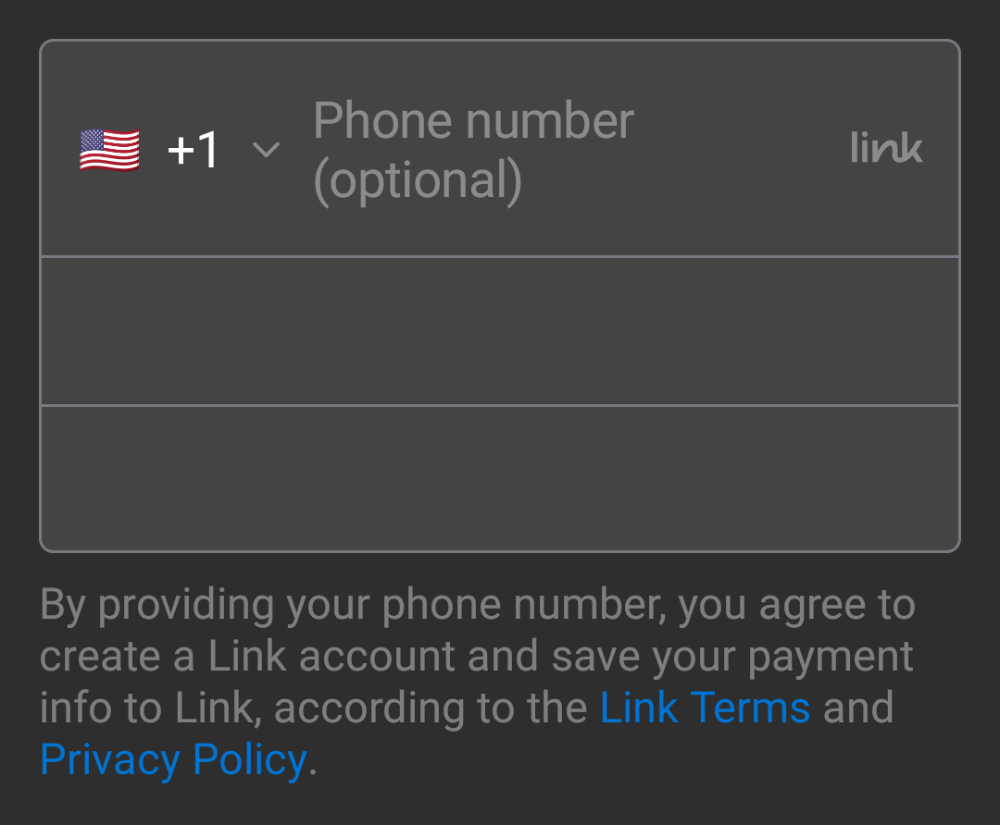 +1
Phone number
(optional)
link
By providing your phone number, you agree to
create a Link account and save your payment
info to Link, according to the Link Terms and
Privacy Policy.